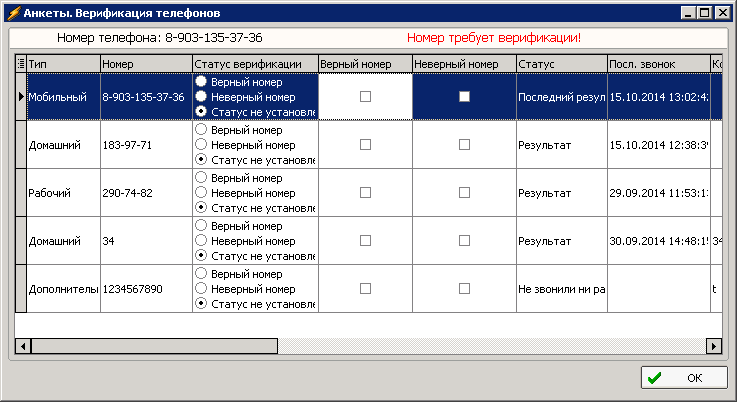 Анкеты. Верификация телефонов
Номер телефона: 8-903-135-37-36 Номер требует верификации!
Тип Номер Статус верификации Верный номер Неверный номер Статус Посл. звонок Ко
Верный номер
Мобильный 8-903-135-37-36 Неверный номер Последний резул 15.10.2014 13:02:42
Статус не установле
Верный номер
Домашний 183-97-71 Неверный номер Результат 15.10.2014 12:38:39
Статус не установле
Верный номер
Рабочий 290-74-82 Неверный номер Результат 29.09.2014 11:53:13
Статус не установле
Верный номер
Домашний 34 Неверный номер Результат 30.09.2014 14:48:15 34
Статус не установле
Верный номер
Дополнителы 1234567890 Неверный номер Не звонили ни ра t
Статус не установле
OK